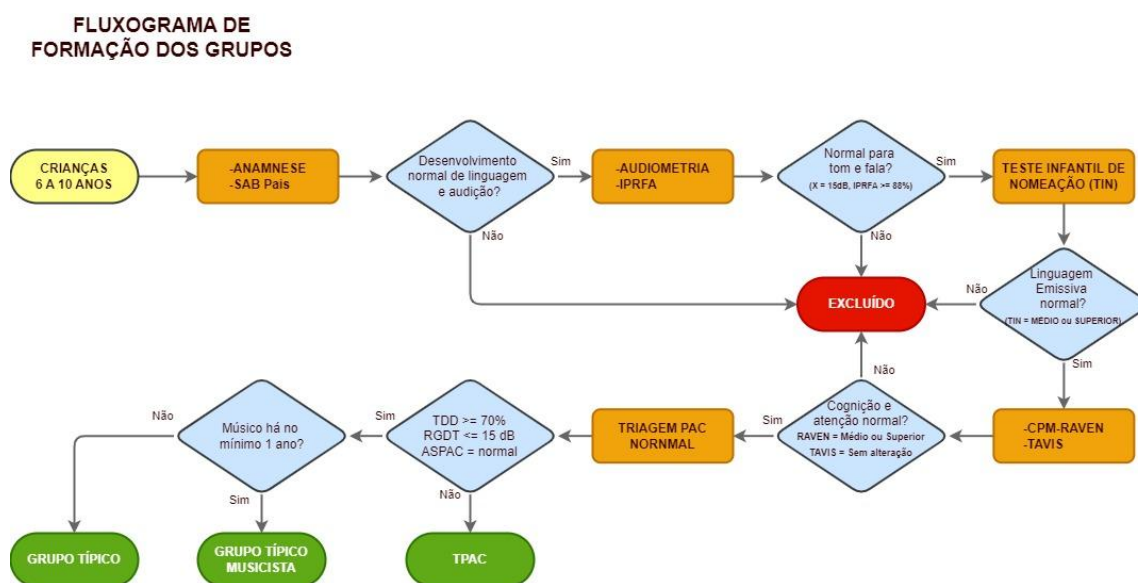 FLUXOGRAMA DE
FORMAÇÃO DOS GRUPOS
CRIANÇAS
6 A 10 ANOS
-ANAMNESE
-SAB Pais
Desenvolvimento
normal de linguagem
e audição?
Sim
Não
-AUDIOMETRIA
-IPRFA
Normal para
tom e fala?
(X = 15dB, IPRFA >= 88%)
Sim
Não
TESTE INFANTIL DE
NOMEAÇÃO (TIN)
Linguagem
Emissiva
normal?
(TIN = MÉDIO ou SUPERIOR)
Não
Sim
EXCLUÍDO
-CPM-RAVEN
-TAVIS
Cognição e
atenção normal?
RAVEN = Médio ou Superior
TAVIS = Sem alteração
Não
Sim
TRIAGEM PAC
NORNMAL
TDD >= 70%
RGDT <= 15 dB
ASPAC = normal
Sim
Não
Músico há no
mínimo 1 ano?
Não
Sim
GRUPO TÍPICO
GRUPO TÍPICO
MUSICISTA
TPAC